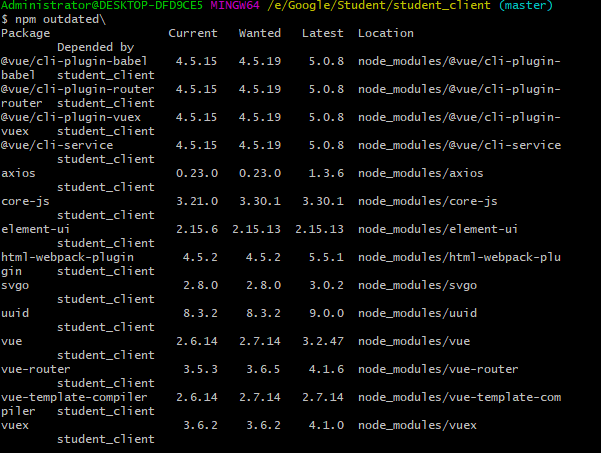 Administrator@DESKTOP-DFD9CE5 MINGW64 /e/Google/Student/student_client (master)
$ npm outdated\
Package Current Wanted Latest Location
Depended by
@vue/cli-plugin-babel 4.5.15 4.5.19 5.0.8 node_modules/@vue/cli-plugin-
babel student_client
@vue/cli-plugin-router 4.5.15 4.5.19 5.0.8 node_modules/@vue/cli-plugin-
router student_client
@vue/cli-plugin-vuex 4.5.15 4.5.19 5.0.8 node_modules/@vue/cli-plugin-
vuex student_client
@vue/cli-service 4.5.15 4.5.19 5.0.8 node_modules/@vue/cli-service
student_client
axios 0.23.0 0.23.0 1.3.6 node_modules/axios
student_client
core-js 3.21.0 3.30.1 3.30.1 node_modules/core-js
student_client
element-ui 2.15.6 2.15.13 2.15.13 node_modules/element-ui
student_client
html-webpack-plugin 4.5.2 4.5.2 5.5.1 node_modules/html-webpack-plu
gin student_client
svgo 2.8.0 2.8.0 3.0.2 node_modules/svgo
student_client
uuid 8.3.2 8.3.2 9.0.0 node_modules/uuid
student_client
vue 2.6.14 2.7.14 3.2.47 node_modules/vue
student_client
vue-router 3.5.3 3.6.5 4.1.6 node_modules/vue-router
student_client
vue-template-compiler 2.6.14 2.7.14 2.7.14 node_modules/vue-template-com
piler student_client
vuex 3.6.2 3.6.2 4.1.0 node_modules/vuex
student_client